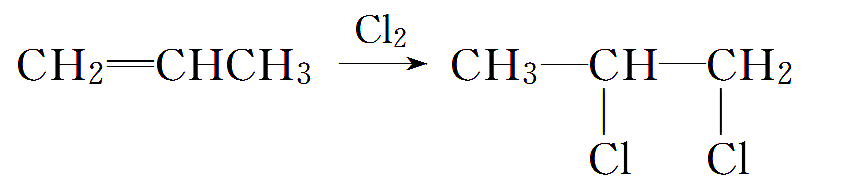 Cl2
CH2=CHCH3 → CH3—CH—CH2
Cl Cl